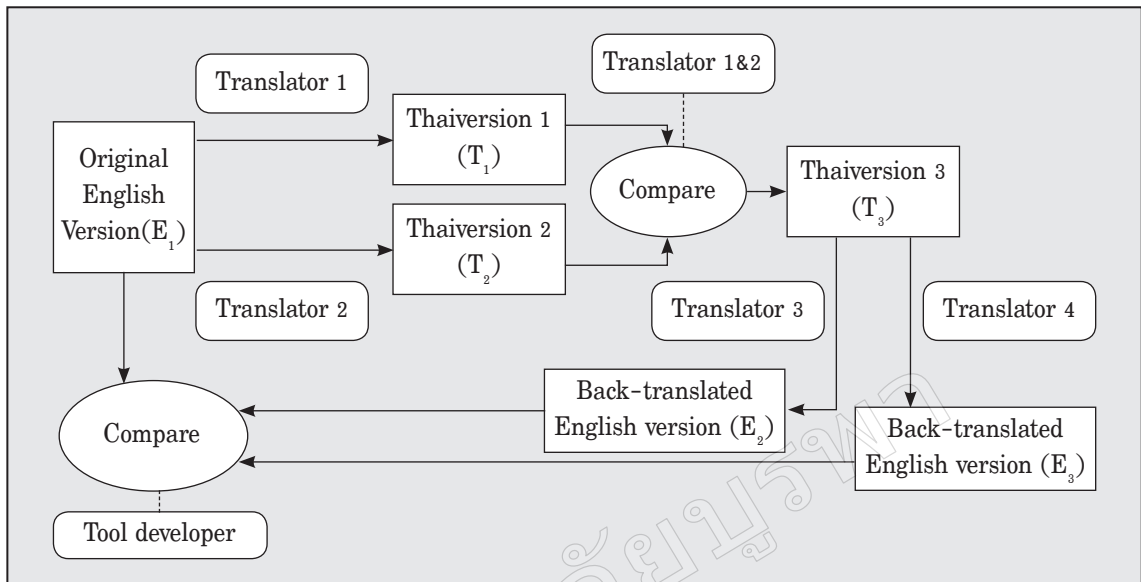 Translator 1
Translator 1&2
Original
English
Version(E₁)
Thaiversion 1
(T₁)
Compare
Thaiversion 3
(T₃)
Thaiversion 2
(T₂)
Translator 2
Translator 3
Translator 4
Compare
Back-translated
English version (E₂)
Back-translated
English version (E₃)
Tool developer